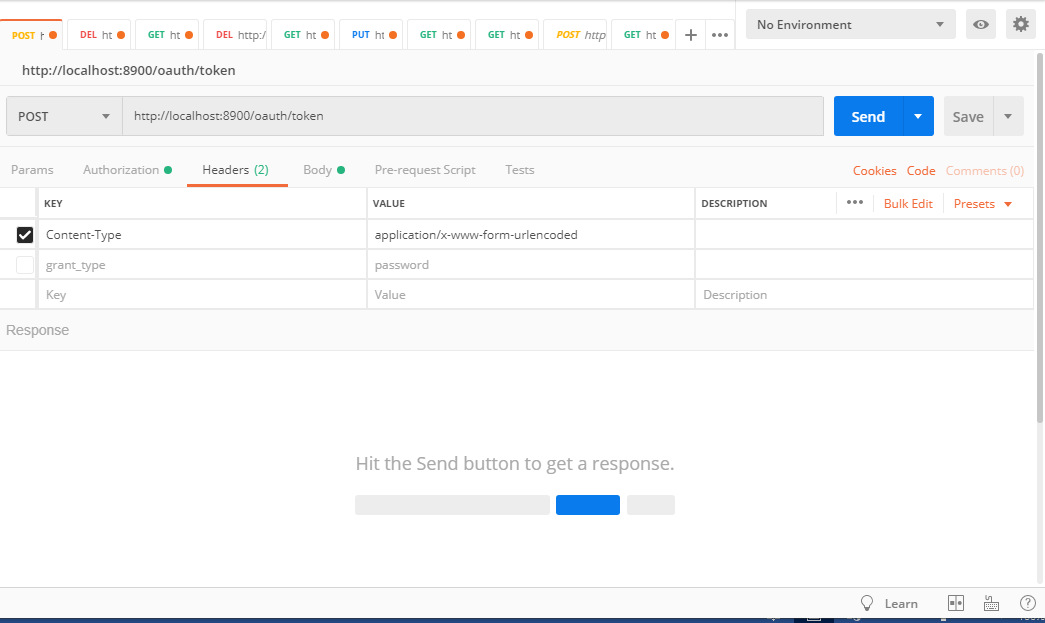 POST h DEL ht GET ht DEL http:/ GET ht PUT ht GET ht GET ht POST http GET ht + ••• No Environment
http://localhost:8900/oauth/token
POST http://localhost:8900/oauth/token Send Save
Params Authorization Headers (2) Body Pre-request Script Tests Cookies Code Comments (0)
KEY VALUE DESCRIPTION ••• Bulk Edit Presets
Content-Type application/x-www-form-urlencoded
grant_type password
Key Value Description
Response
Hit the Send button to get a response.
Learn